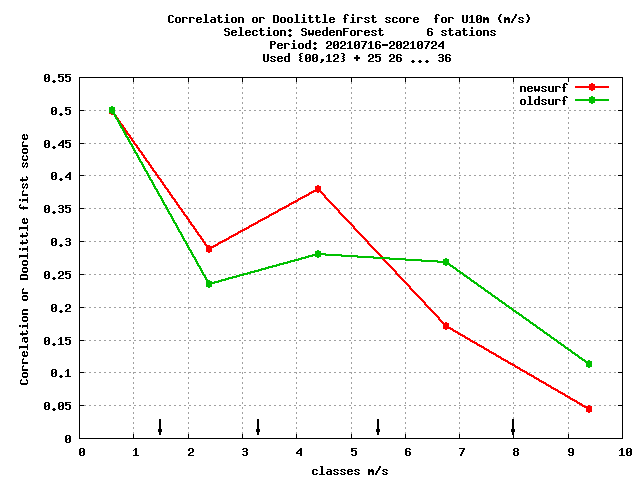 Correlation or Doolittle first score  for U10m (m/s)
Selection: SwedenForest      6 stations
Period: 20210716-20210724
Used {00,12} + 25 26 ... 36
newsurf
oldsurf
Correlation or Doolittle first score
0.55
0.5
0.45
0.4
0.35
0.3
0.25
0.2
0.15
0.1
0.05
0
0 1 2 3 4 5 6 7 8 9 10
classes m/s